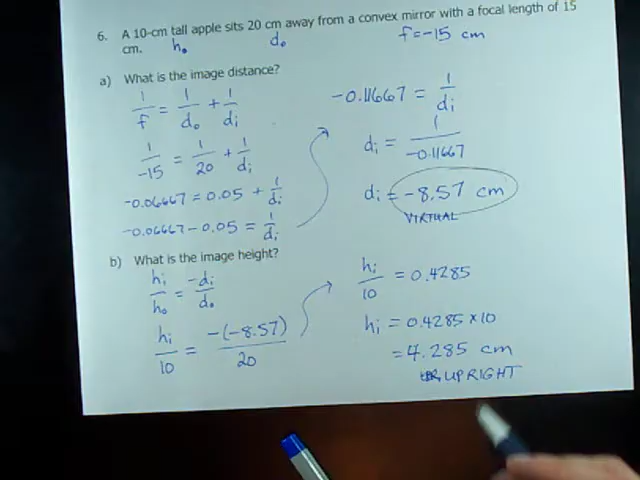 6. A 10-cm tall apple sits 20 cm away from a convex mirror with a focal length of 15
cm. h₀ d₀ f = -15 cm
a) What is the image distance?
1/f = 1/d₀ + 1/dᵢ
1/-15 = 1/20 + 1/dᵢ
-0.06667 = 0.05 + 1/dᵢ
-0.06667 - 0.05 = 1/dᵢ
-0.11667 = 1/dᵢ
dᵢ = 1/-0.11667
dᵢ = -8.57 cm
VIRTUAL
b) What is the image height?
hᵢ/h₀ = -dᵢ/d₀
hᵢ/10 = -(-8.57)/20
hᵢ/10 = 0.4285
hᵢ = 0.4285 x 10
= 4.285 cm
UPRIGHT